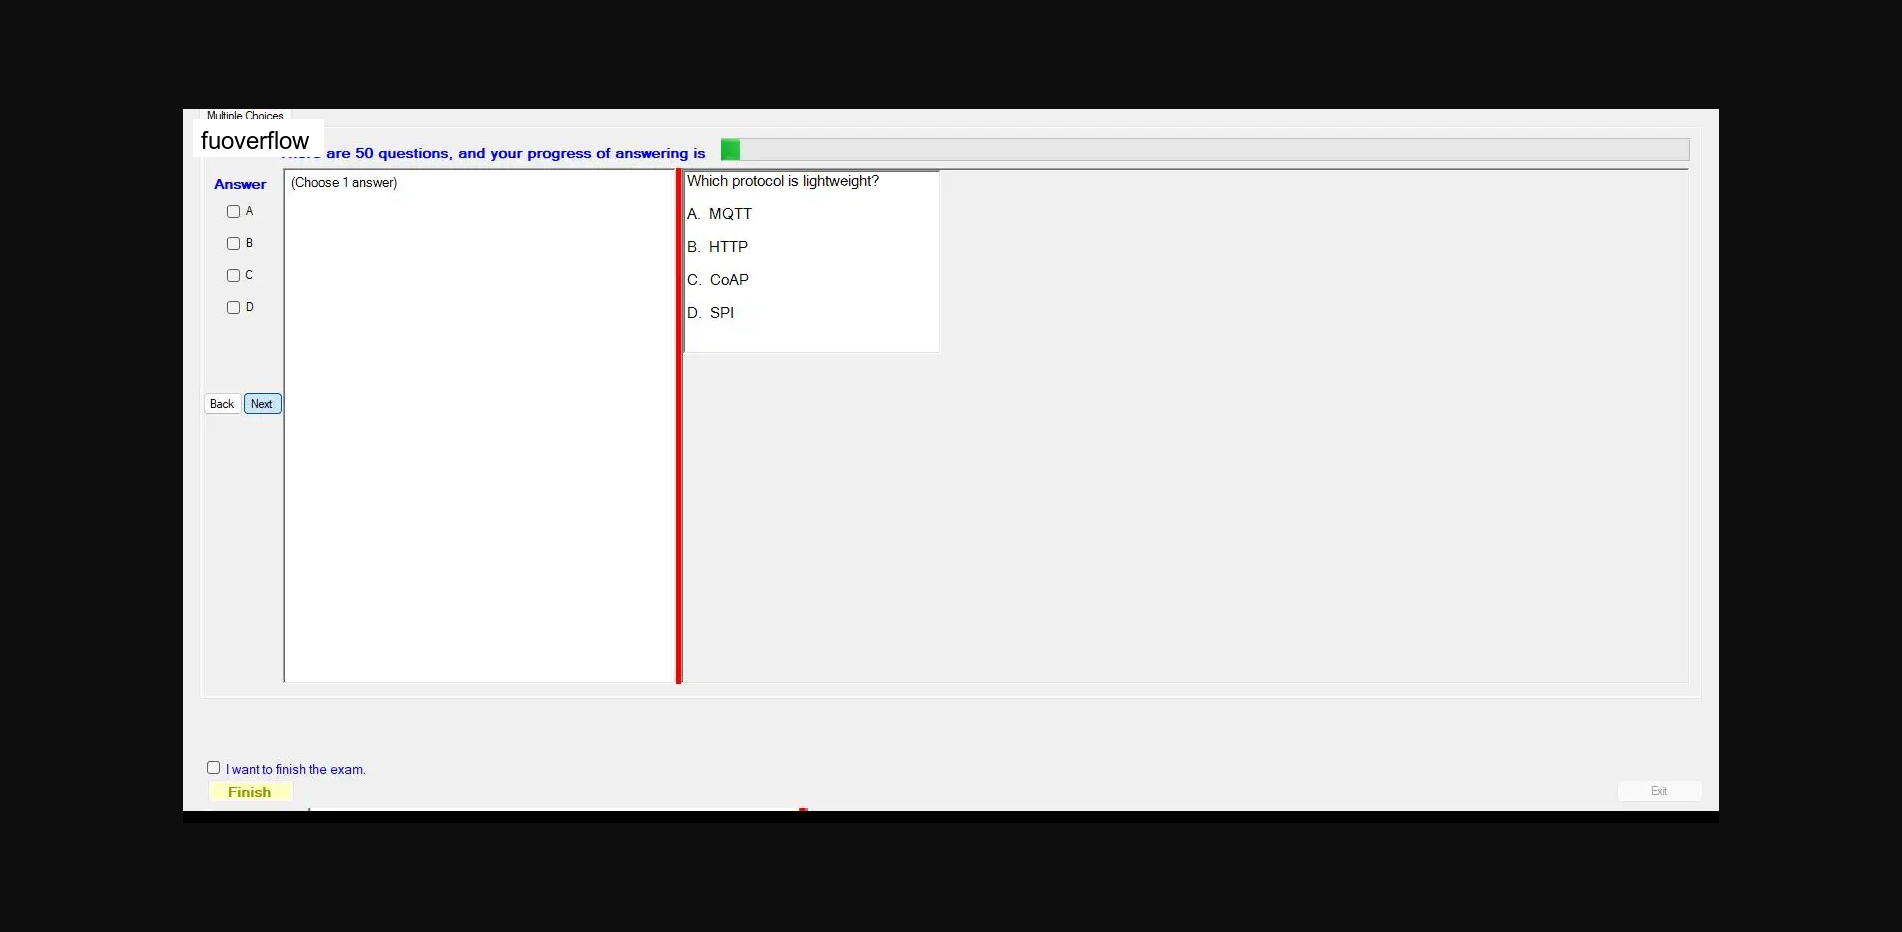 Multiple Choices
fuoverflow
are 50 questions, and your progress of answering is
Answer
(Choose 1 answer)
A
B
C
D
Back
Next
Which protocol is lightweight?
A. MQTT
B. HTTP
C. CoAP
D. SPI
I want to finish the exam.
Finish
Exit